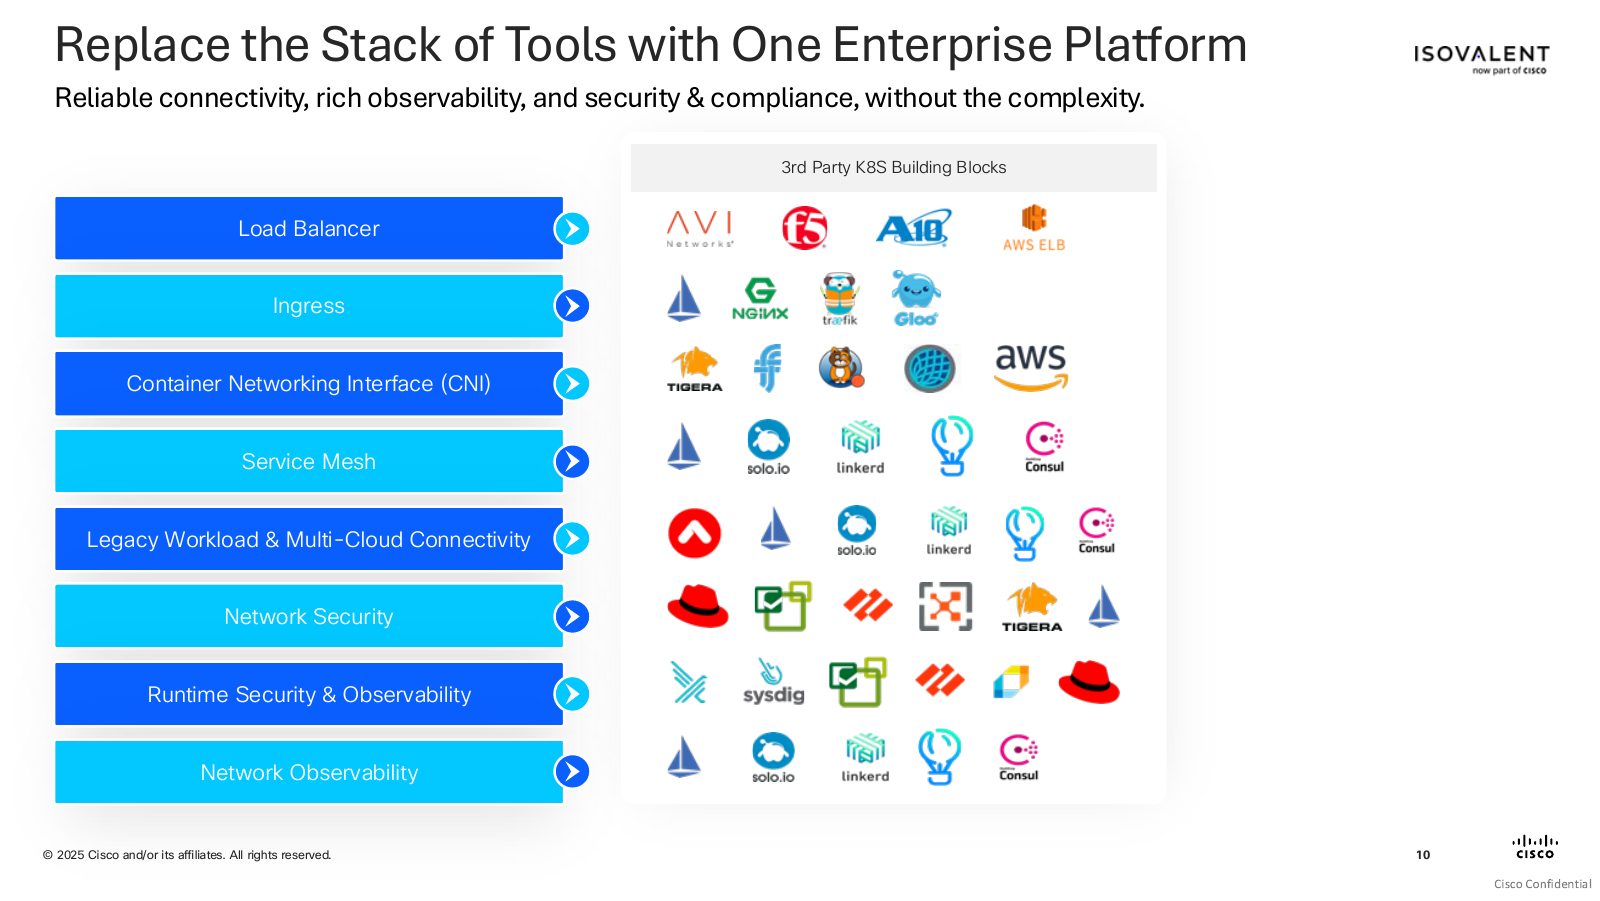 Replace the Stack of Tools with One Enterprise Platform
ISOVALENT
now part of CISCO
Reliable connectivity, rich observability, and security & compliance, without the complexity.
3rd Party K8S Building Blocks
Load Balancer
AVI
Networks
f5
A10
AWS ELB
Ingress
NGINX
træfik
Gloo
Container Networking Interface (CNI)
TIGERA
aws
Service Mesh
solo.io
linkerd
Consul
Legacy Workload & Multi-Cloud Connectivity
solo.io
linkerd
Consul
Network Security
TIGERA
Runtime Security & Observability
sysdig
Network Observability
solo.io
linkerd
Consul
© 2025 Cisco and/or its affiliates. All rights reserved.
10
CISCO
Cisco Confidential